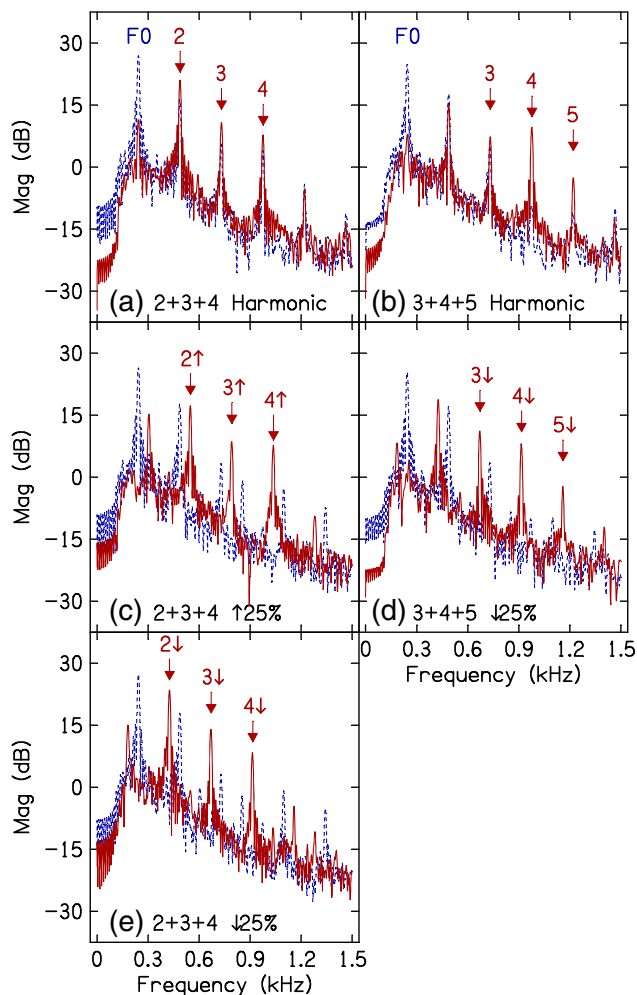 30
15
0
-15
-30
Mag (dB)
F0
2
3
4
(a) 2+3+4 Harmonic
F0
3
4
5
(b) 3+4+5 Harmonic
30
15
0
-15
-30
Mag (dB)
2↑
3↑
4↑
(c) 2+3+4 ↑25%
3↓
4↓
5↓
(d) 3+4+5 ↓25%
0 0.3 0.6 0.9 1.2 1.5
Frequency (kHz)
30
15
0
-15
-30
Mag (dB)
2↓
3↓
4↓
(e) 2+3+4 ↓25%
0 0.3 0.6 0.9 1.2 1.5
Frequency (kHz)